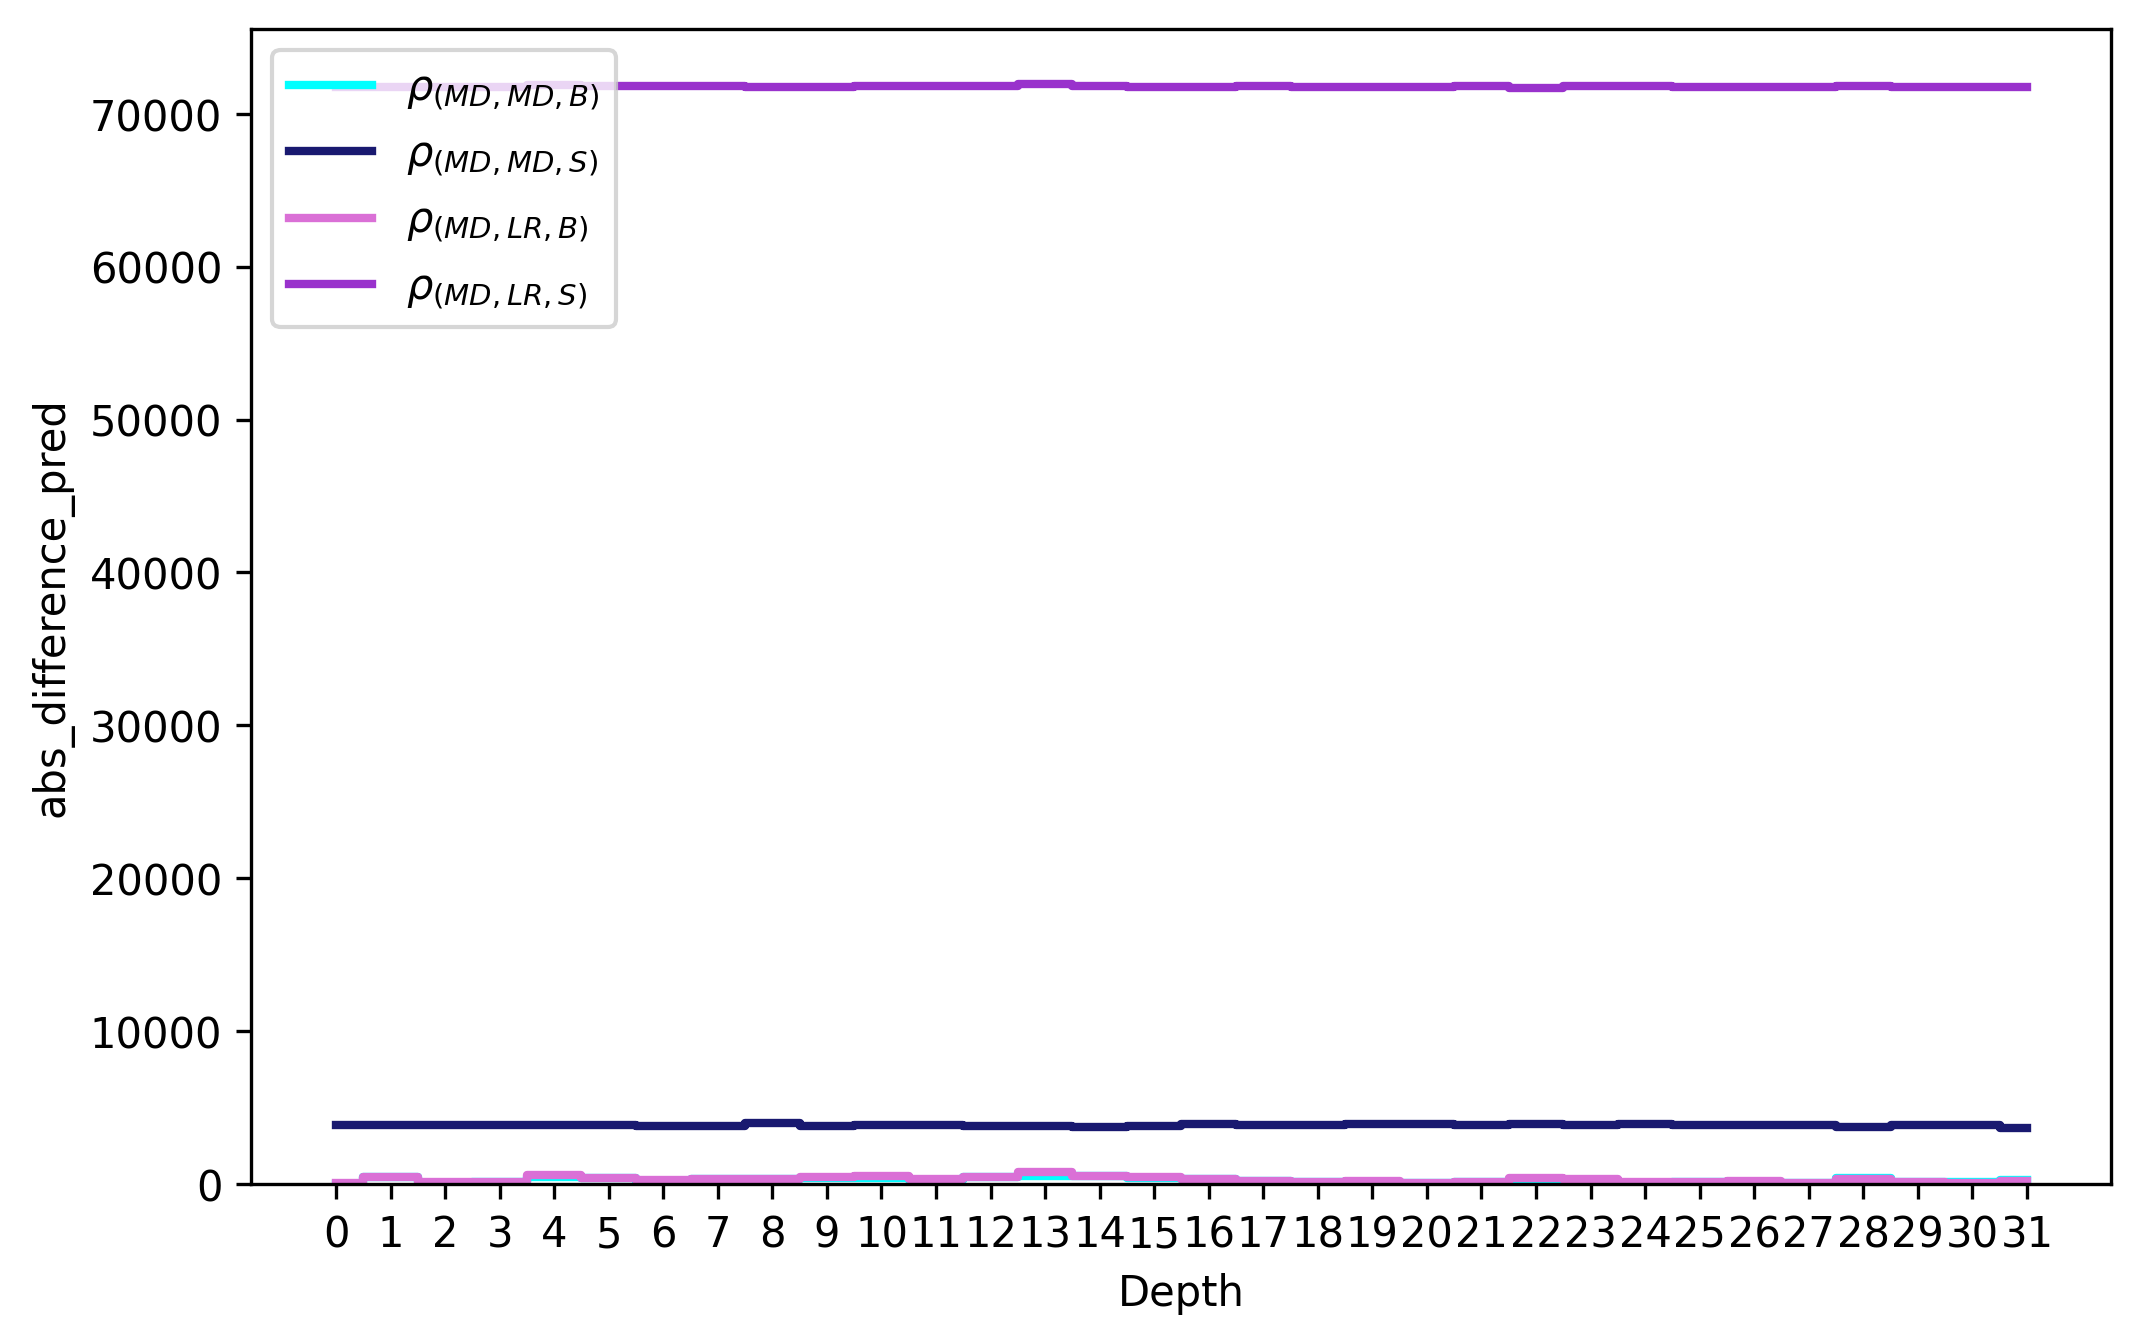 ρ(MD, MD, B)
ρ(MD, MD, S)
ρ(MD, LR, B)
ρ(MD, LR, S)
abs_difference_pred
70000
60000
50000
40000
30000
20000
10000
0
0 1 2 3 4 5 6 7 8 9 10 11 12 13 14 15 16 17 18 19 20 21 22 23 24 25 26 27 28 29 30 31
Depth